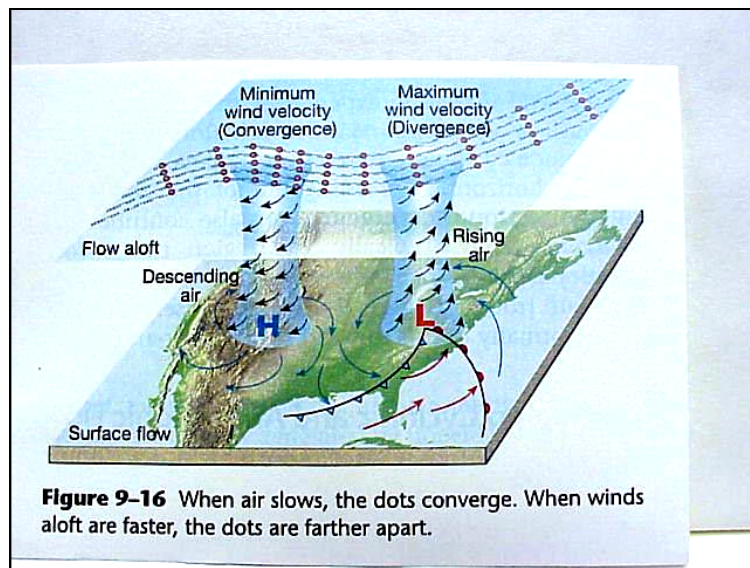 Minimum
wind velocity
(Convergence)
Maximum
wind velocity
(Divergence)
Flow aloft
Rising
air
Descending
air
H
L
Surface flow
Figure 9–16 When air slows, the dots converge. When winds
aloft are faster, the dots are farther apart.